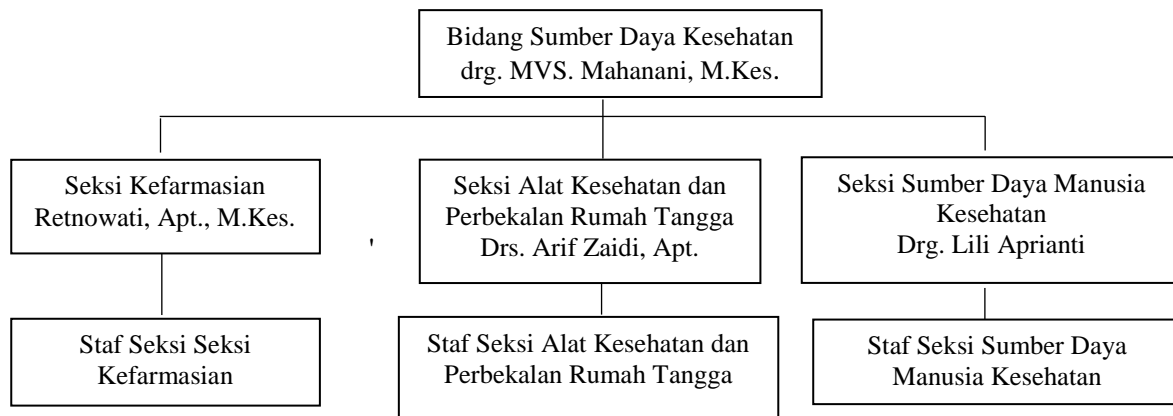 Bidang Sumber Daya Kesehatan
drg. MVS. Mahanani, M.Kes.
Seksi Kefarmasian
Retnowati, Apt., M.Kes.
'
Seksi Alat Kesehatan dan
Perbekalan Rumah Tangga
Drs. Arif Zaidi, Apt.
Seksi Sumber Daya Manusia
Kesehatan
Drg. Lili Aprianti
Staf Seksi Seksi
Kefarmasian
Staf Seksi Alat Kesehatan dan
Perbekalan Rumah Tangga
Staf Seksi Sumber Daya
Manusia Kesehatan